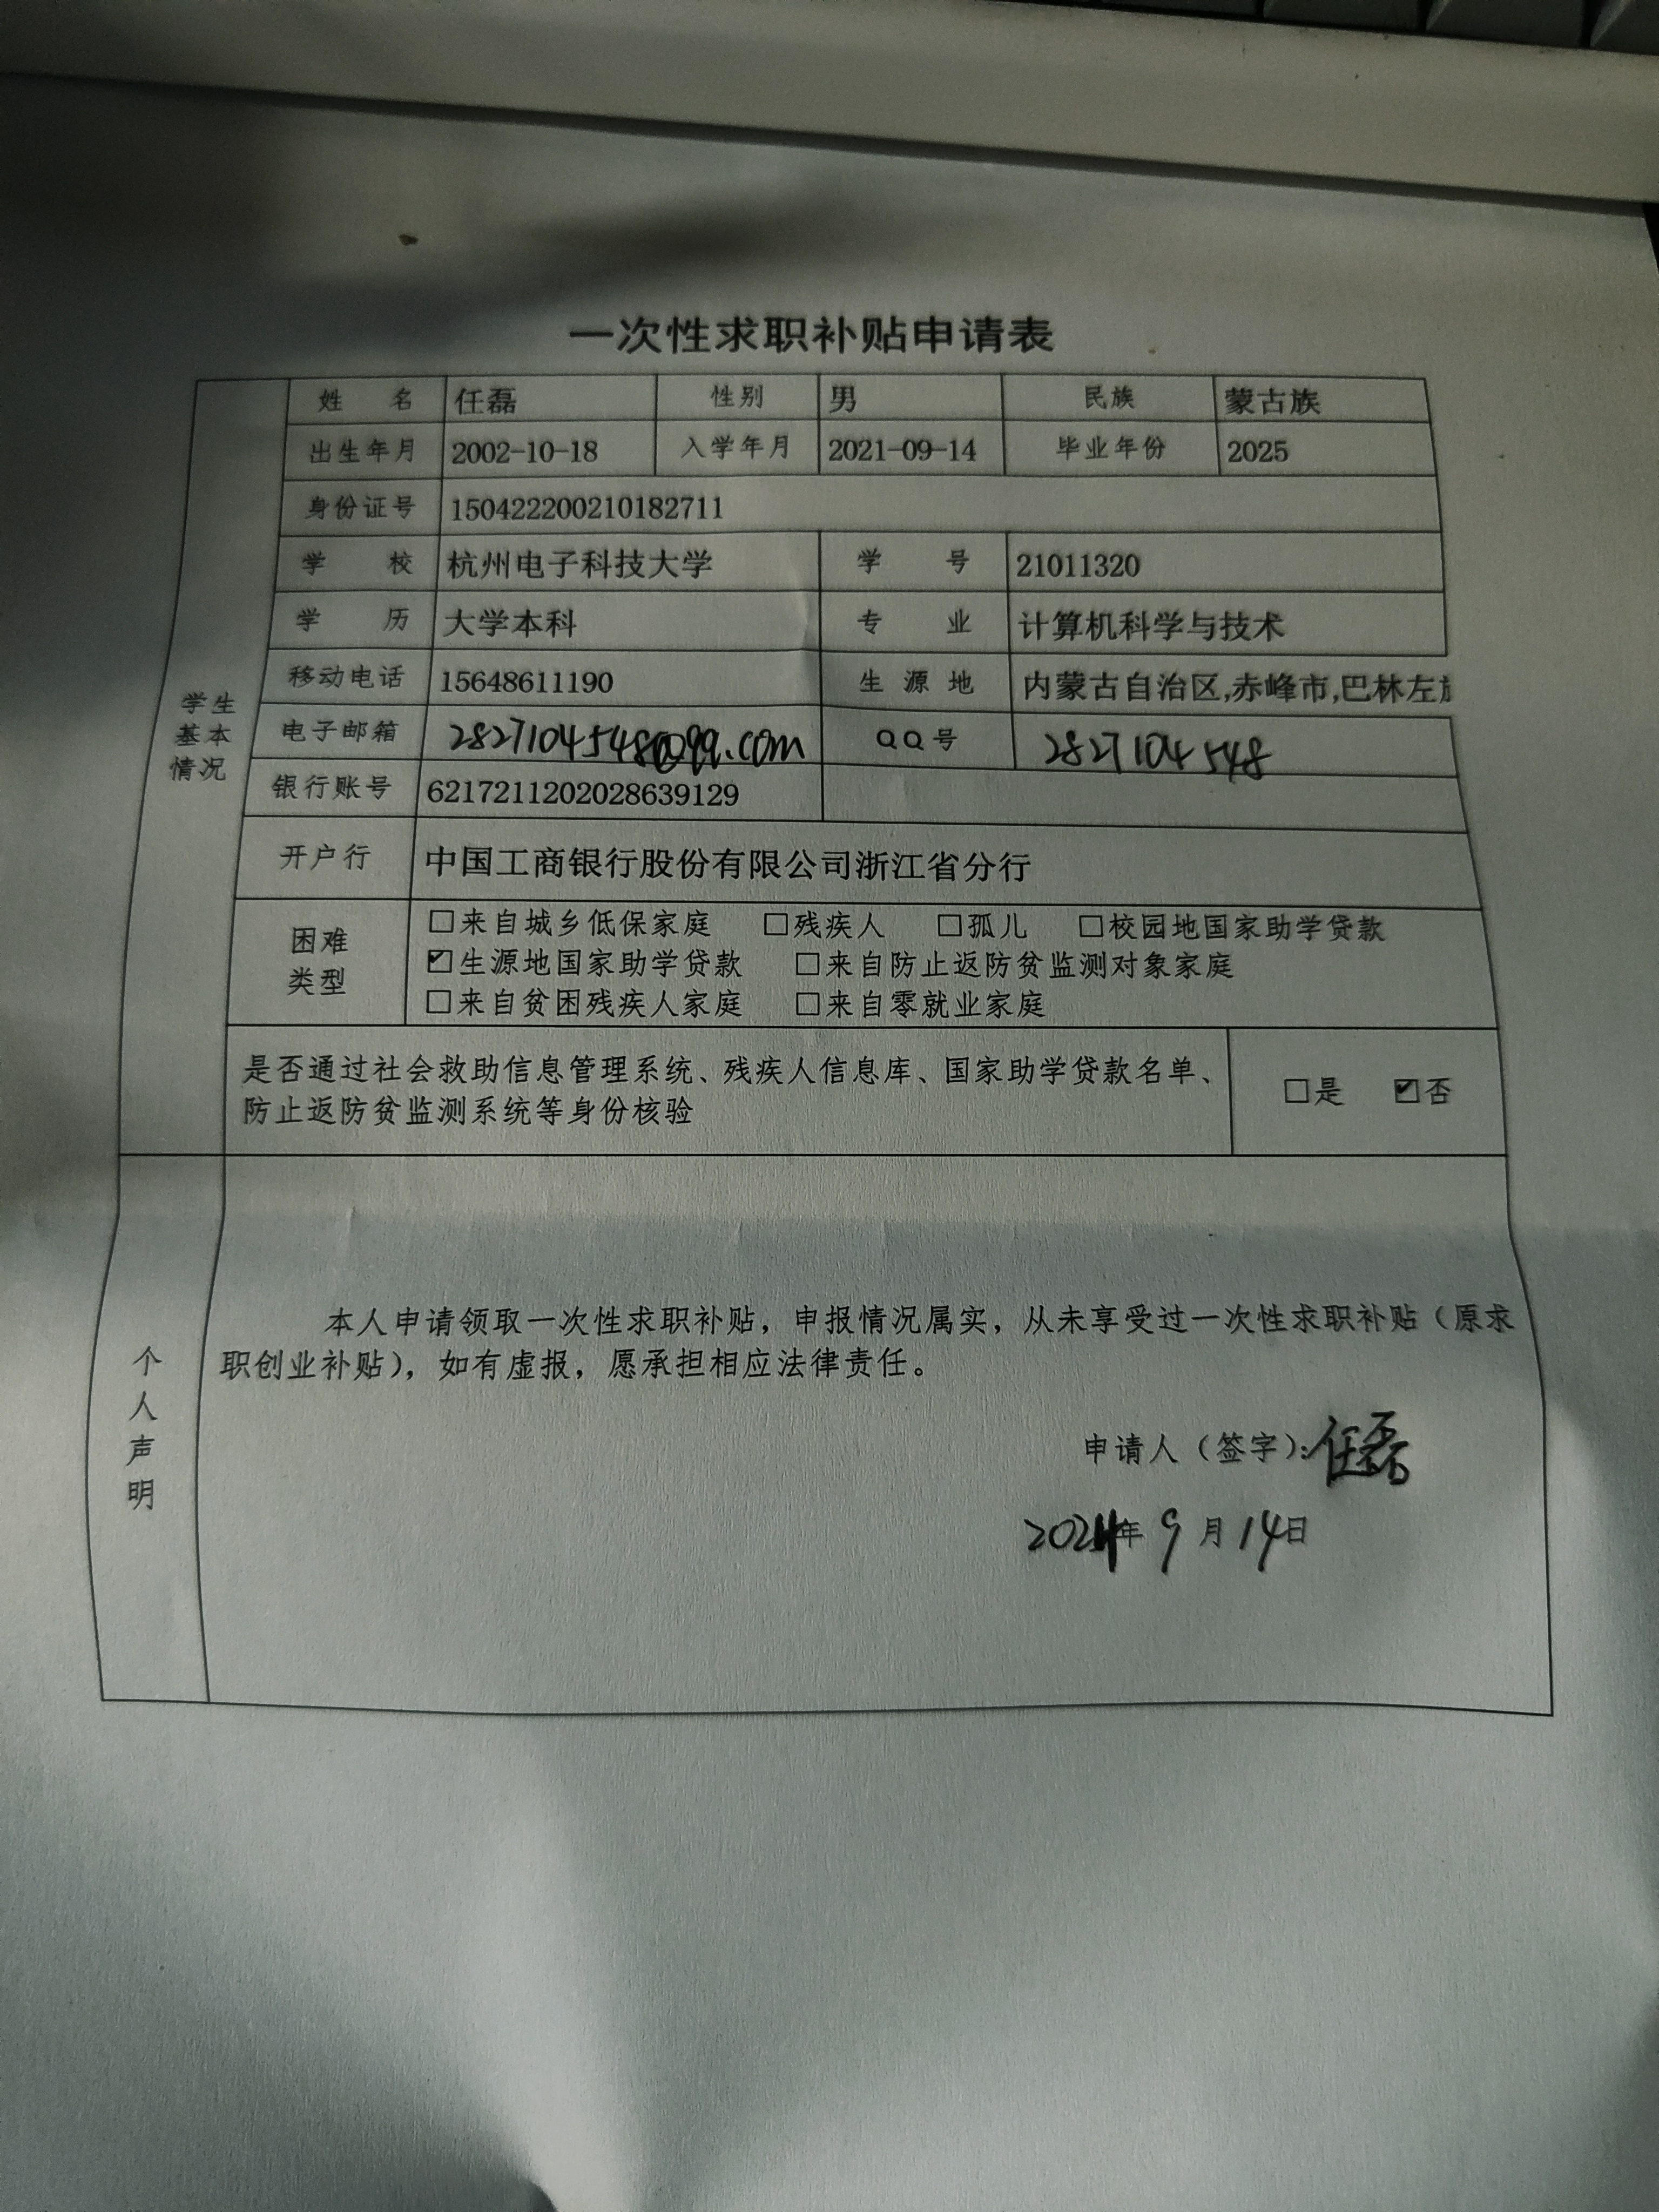 一次性求职补贴申请表
姓 名 任磊 性别 男 民族 蒙古族
出生年月 2002-10-18 入学年月 2021-09-14 毕业年份 2025
身份证号 150422200210182711
学 校 杭州电子科技大学 学 号 21011320
学 历 大学本科 专 业 计算机科学与技术
移动电话 15648611190 生 源 地 内蒙古自治区,赤峰市,巴林左
学生
基本
情况
电子邮箱 2827104548@qq.com QQ号 2827104548
银行账号 6217211202028639129
开户行 中国工商银行股份有限公司浙江省分行
困难
类型
□来自城乡低保家庭 □残疾人 □孤儿 □校园地国家助学贷款
☑生源地国家助学贷款 □来自防止返防贫监测对象家庭
□来自贫困残疾人家庭 □来自零就业家庭
是否通过社会救助信息管理系统、残疾人信息库、国家助学贷款名单、
防止返防贫监测系统等身份核验
□是 ☑否
个
人
声
明
本人申请领取一次性求职补贴，申报情况属实，从未享受过一次性求职补贴（原求
职创业补贴），如有虚报，愿承担相应法律责任。
申请人（签字）：任磊
2024年 9 月 14日